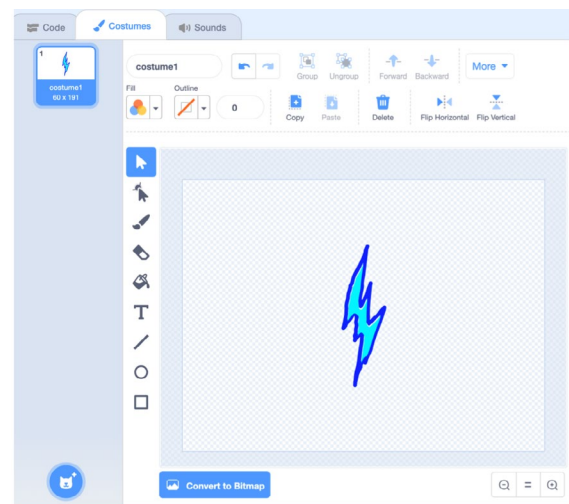 Code
Costumes
Sounds
1
costume1
60 x 191
costume1
Group
Ungroup
Forward
Backward
More
Fill
Outline
0
Copy
Paste
Delete
Flip Horizontal
Flip Vertical
T
Convert to Bitmap
=